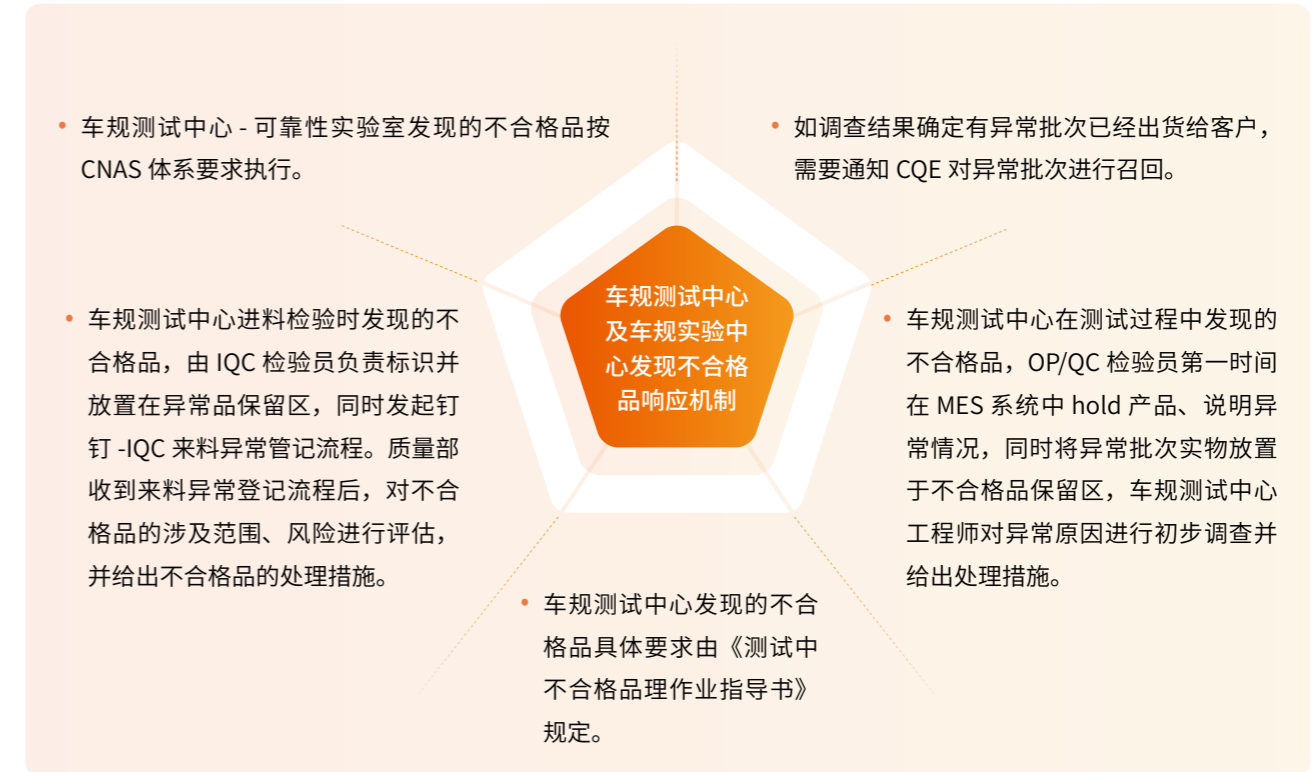 • 车规测试中心 - 可靠性实验室发现的不合格品按
CNAS 体系要求执行。
• 如调查结果确定有异常批次已经出货给客户，
需要通知 CQE 对异常批次进行召回。
车规测试中心
及车规实验中
心发现不合格
品响应机制
• 车规测试中心进料检验时发现的不
合格品，由 IQC 检验员负责标识并
放置在异常品保留区，同时发起钉
钉 -IQC 来料异常管记流程。质量部
收到来料异常登记流程后，对不合
格品的涉及范围、风险进行评估，
并给出不合格品的处理措施。
• 车规测试中心在测试过程中发现的
不合格品，OP/QC 检验员第一时间
在 MES 系统中 hold 产品、说明异
常情况，同时将异常批次实物放置
于不合格品保留区，车规测试中心
工程师对异常原因进行初步调查并
给出处理措施。
• 车规测试中心发现的不合
格品具体要求由《测试中
不合格品理作业指导书》
规定。